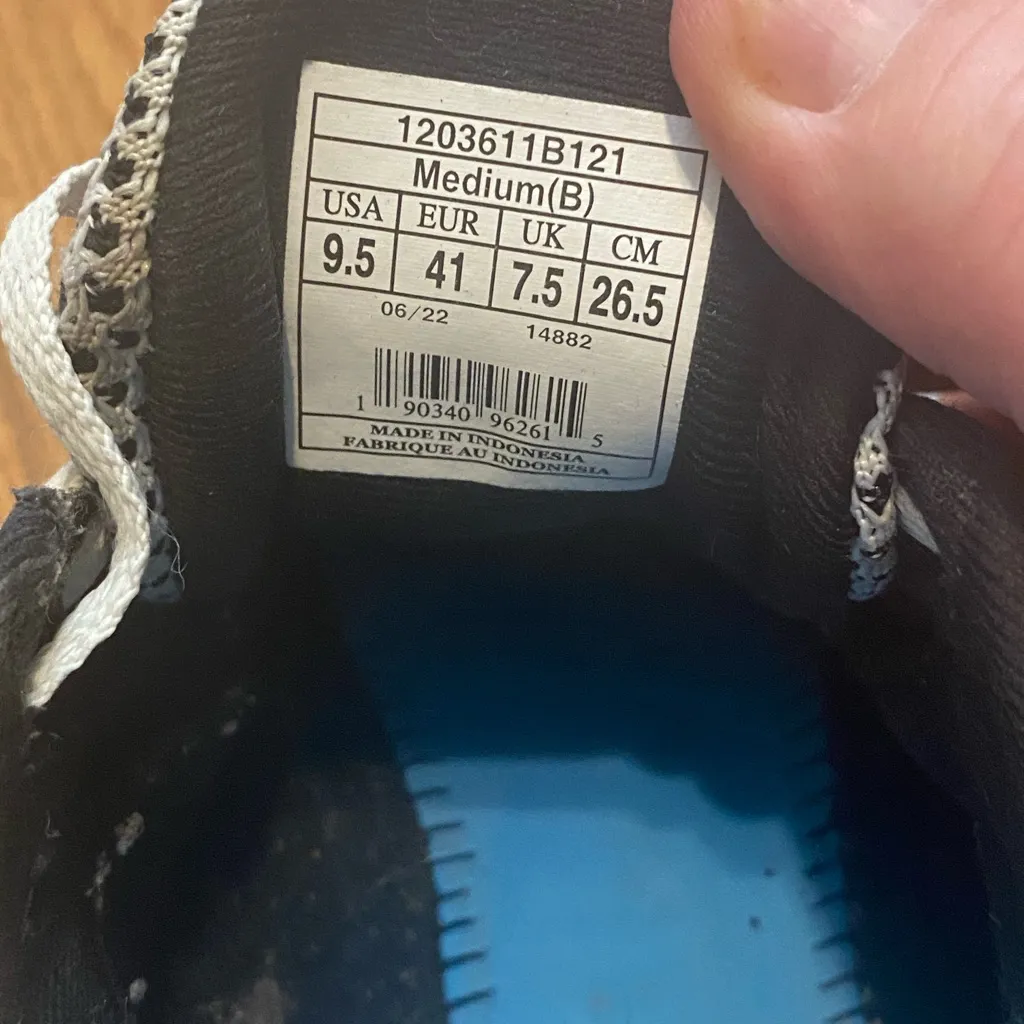 1203611B121
Medium(B)
USA EUR UK CM
9.5 41 7.5 26.5
06/22 14882
1 90340 96261 5
MADE IN INDONESIA
FABRIQUE AU INDONESIA